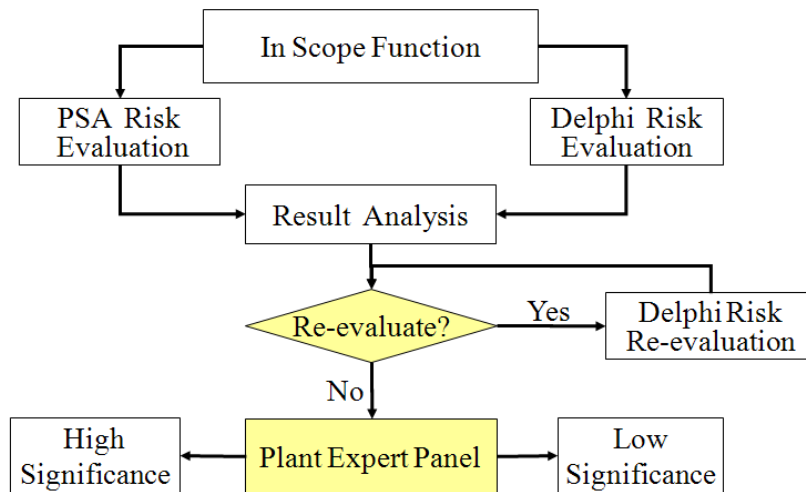 In Scope Function
PSA Risk
Evaluation
Delphi Risk
Evaluation
Result Analysis
Re-evaluate?
Yes
Delphi Risk
Re-evaluation
No
High
Significance
Plant Expert Panel
Low
Significance